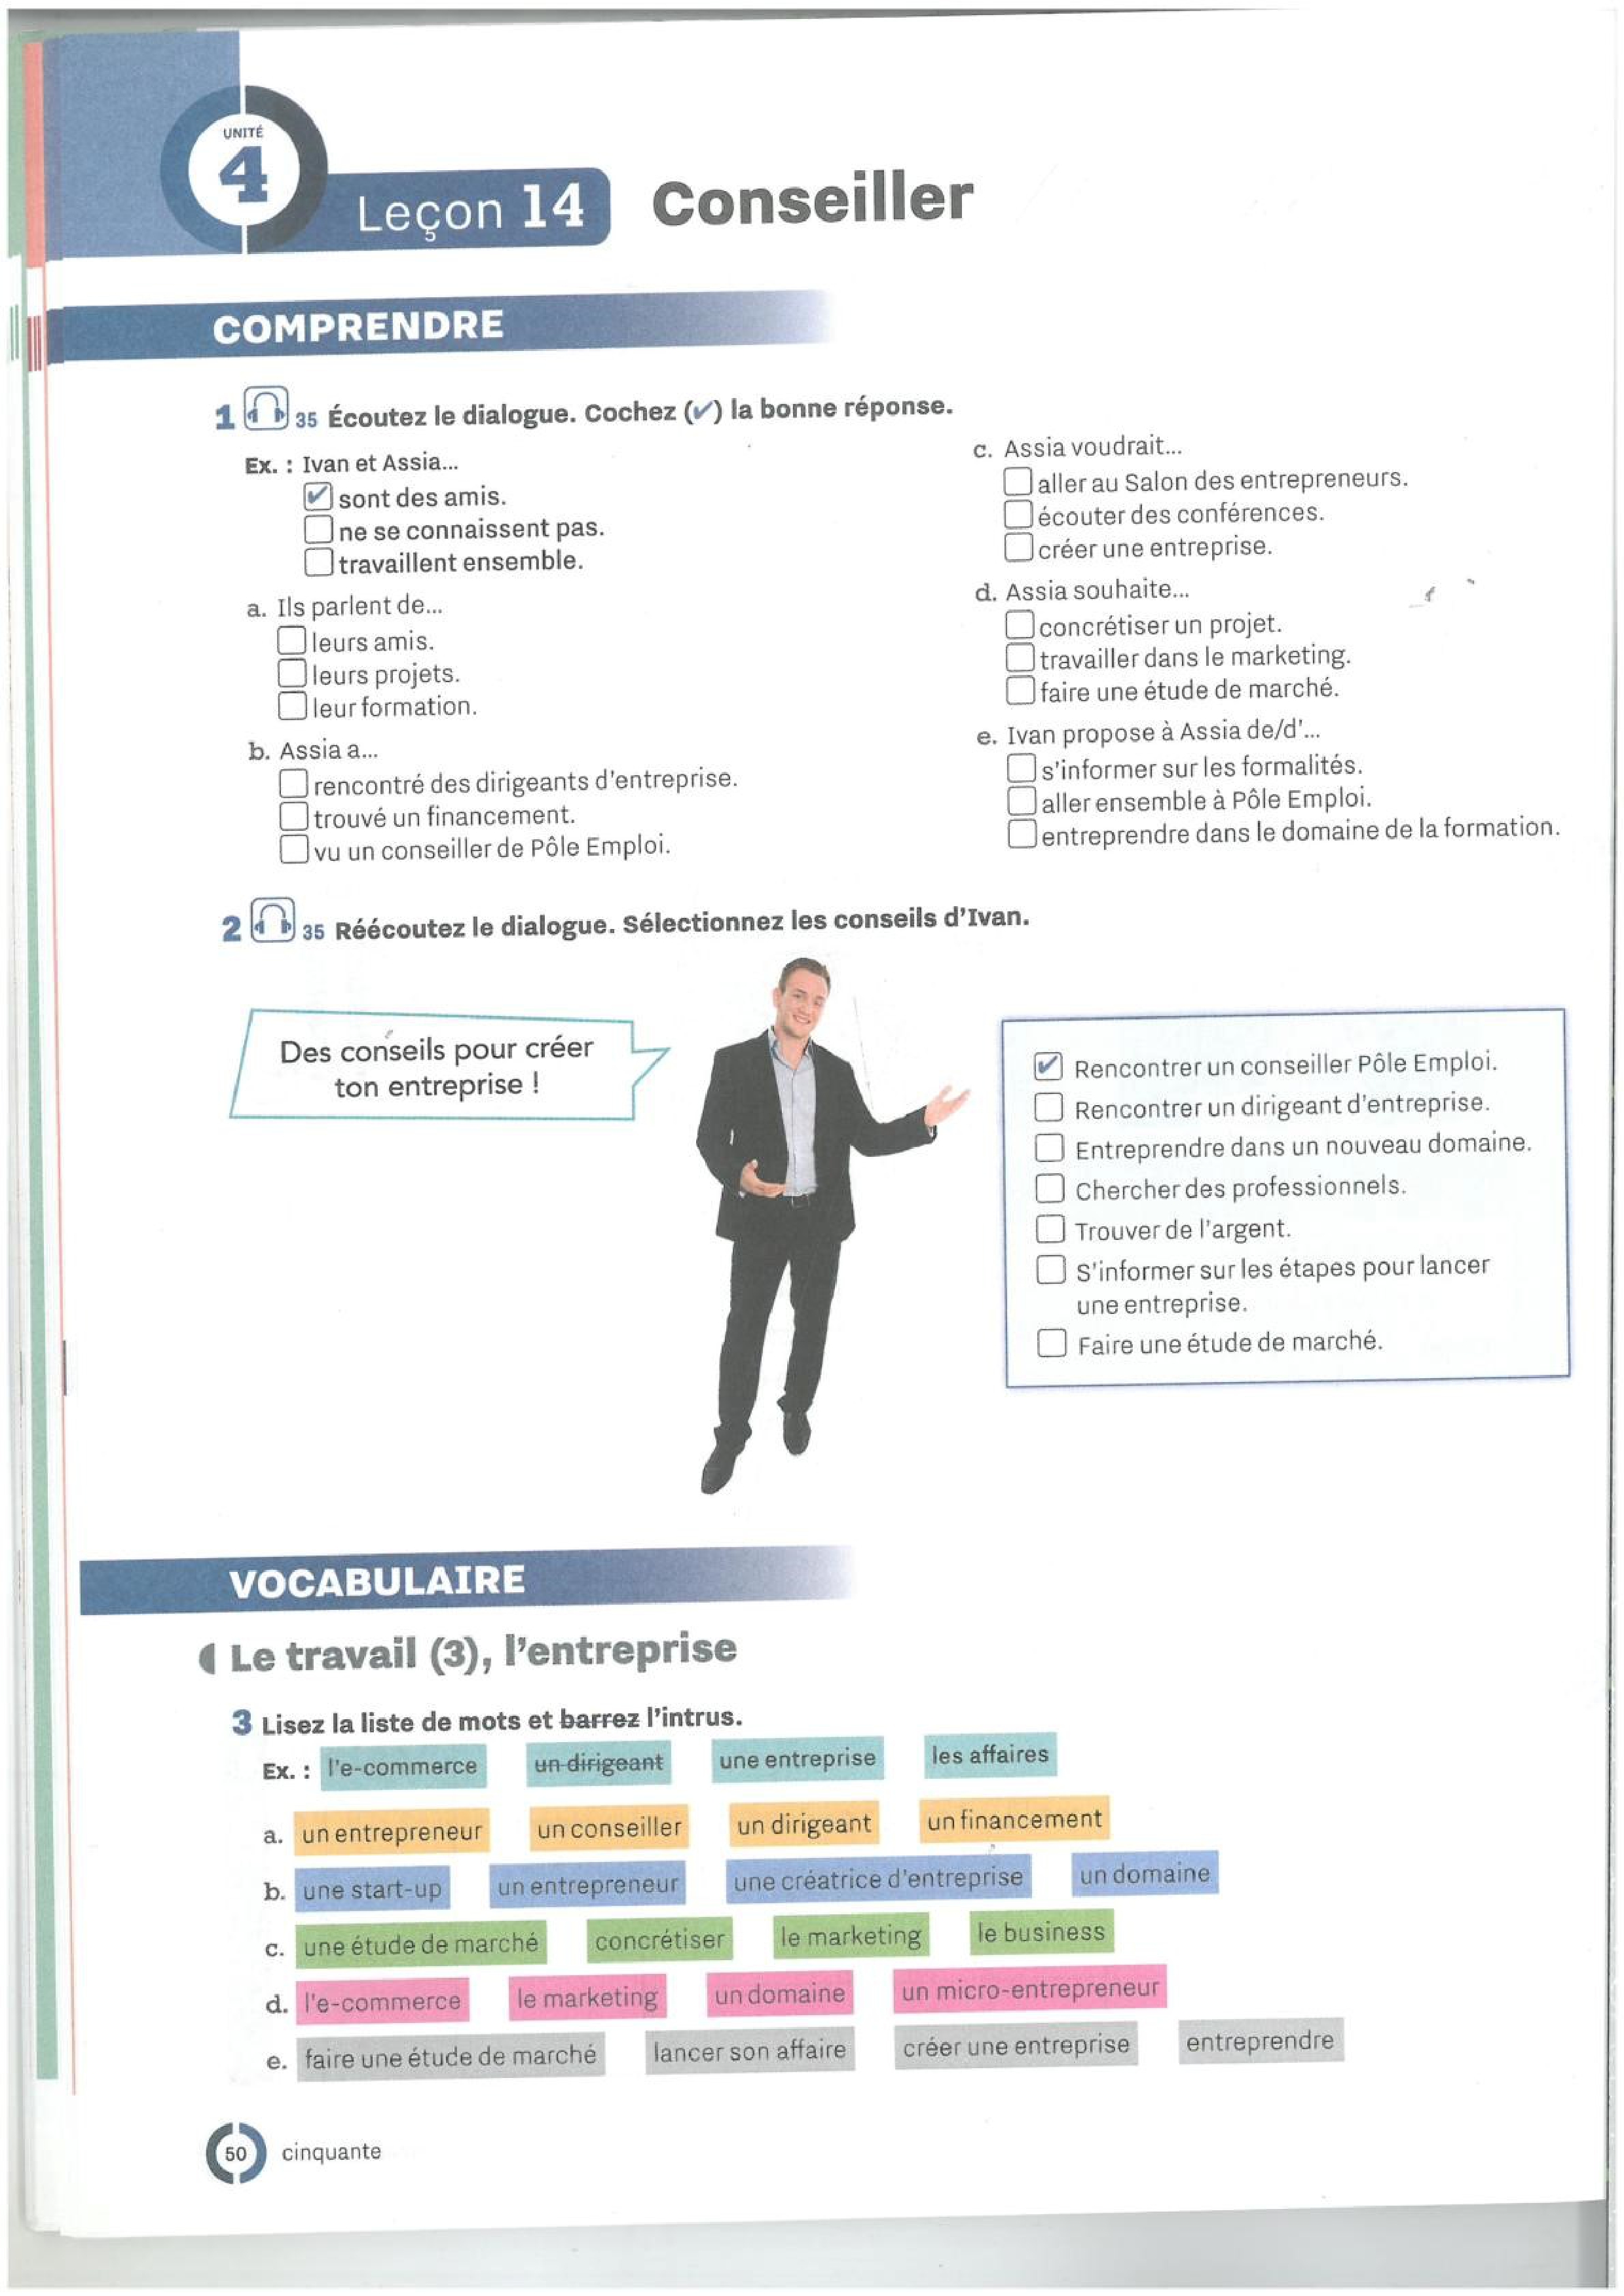 UNITÉ
4
Leçon 14
Conseiller
COMPRENDRE
1 35 Écoutez le dialogue. Cochez (✔) la bonne réponse.
Ex. : Ivan et Assia...
sont des amis.
ne se connaissent pas.
travaillent ensemble.
a. Ils parlent de...
leurs amis.
leurs projets.
leur formation.
b. Assia a...
rencontré des dirigeants d'entreprise.
trouvé un financement.
vu un conseiller de Pôle Emploi.
c. Assia voudrait...
aller au Salon des entrepreneurs.
écouter des conférences.
créer une entreprise.
d. Assia souhaite...
concrétiser un projet.
travailler dans le marketing.
faire une étude de marché.
e. Ivan propose à Assia de/d'...
s'informer sur les formalités.
aller ensemble à Pôle Emploi.
entreprendre dans le domaine de la formation.
2 35 Réécoutez le dialogue. Sélectionnez les conseils d'Ivan.
Des conseils pour créer
ton entreprise !
Rencontrer un conseiller Pôle Emploi.
Rencontrer un dirigeant d'entreprise.
Entreprendre dans un nouveau domaine.
Chercher des professionnels.
Trouver de l'argent.
S'informer sur les étapes pour lancer
une entreprise.
Faire une étude de marché.
VOCABULAIRE
Le travail (3), l'entreprise
3 Lisez la liste de mots et barrez l'intrus.
Ex. : l'e-commerce un dirigeant une entreprise les affaires
a. un entrepreneur un conseiller un dirigeant un financement
b. une start-up un entrepreneur une créatrice d'entreprise un domaine
c. une étude de marché concrétiser le marketing le business
d. l'e-commerce le marketing un domaine un micro-entrepreneur
e. faire une étude de marché lancer son affaire créer une entreprise entreprendre
50 cinquante